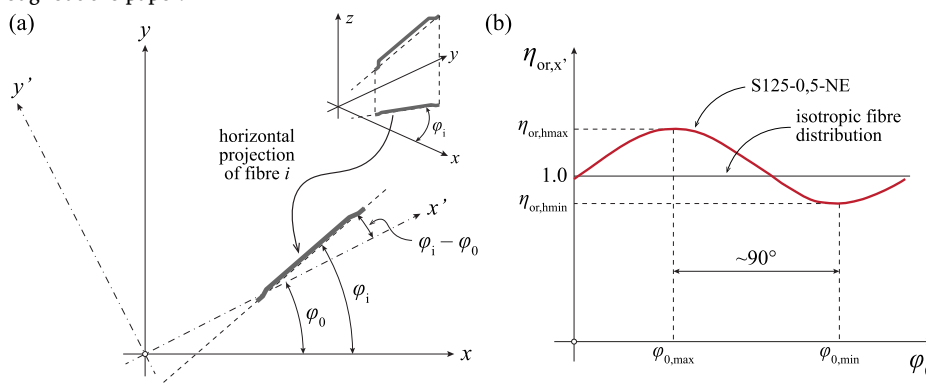 (a)
y
y’
z
y
x
φi
horizontal
projection
of fibre i
x’
φi – φ0
φi
φ0
x
(b)
ηor,x’
S125-0,5-NE
isotropic fibre
distribution
ηor,hmax
1.0
ηor,hmin
~90°
φ0,max
φ0,min